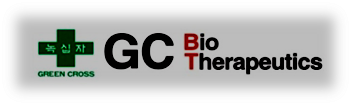 녹십자
GREEN CROSS
GC Bio
Therapeutics